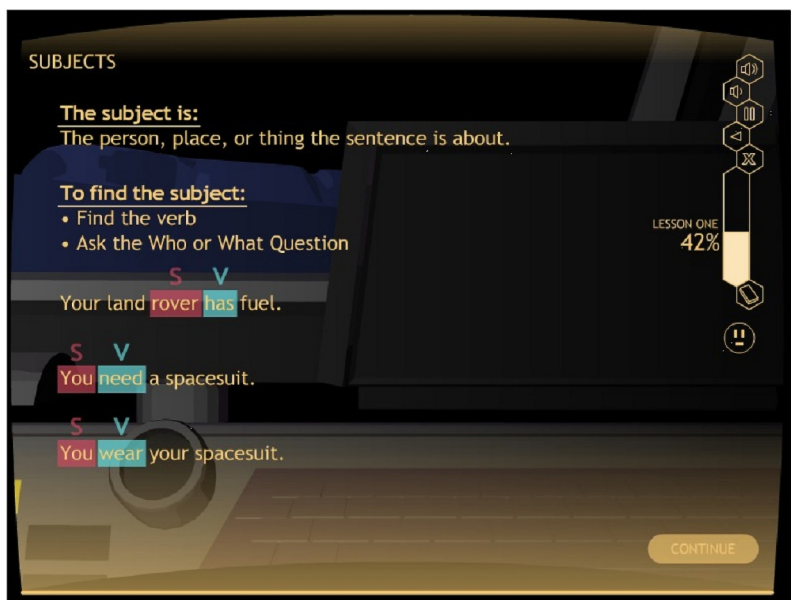 SUBJECTS
The subject is:
The person, place, or thing the sentence is about.
To find the subject:
• Find the verb
• Ask the Who or What Question
S V
Your land rover has fuel.
S V
You need a spacesuit.
S V
You wear your spacesuit.
X
LESSON ONE
42%
CONTINUE